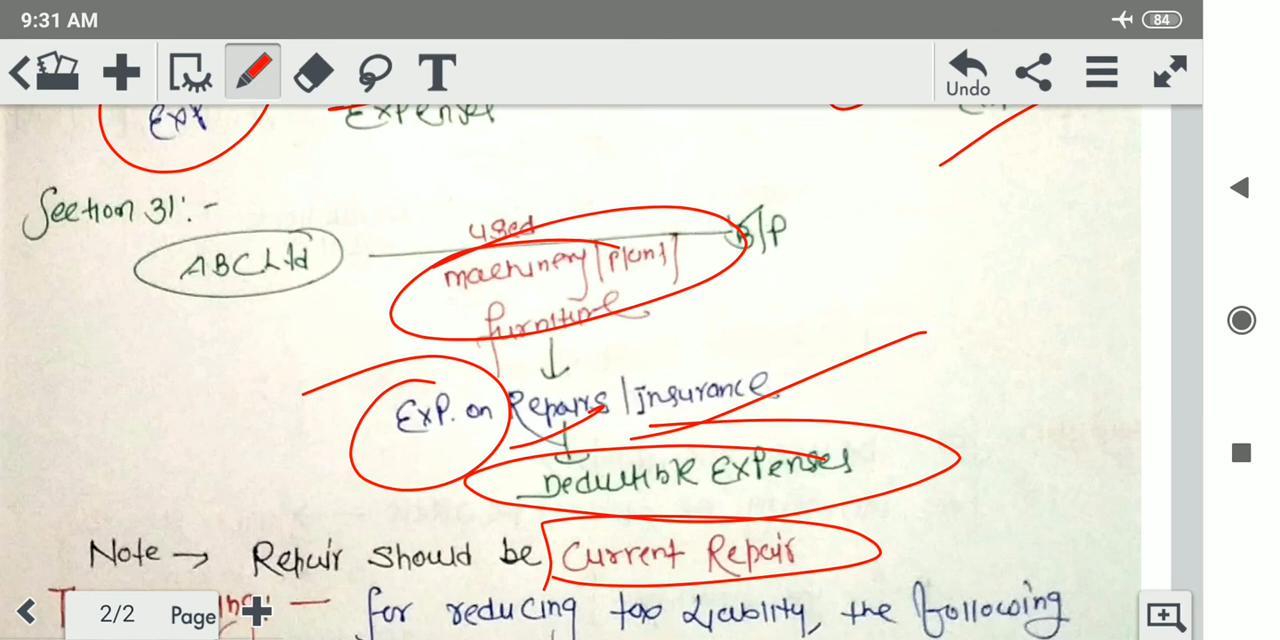 9:31 AM
84
T
Undo
Exp Expenses
Section 31:-
used
ABC Ltd B/P
machinery/Plant/
furniture
Exp. on Repairs/Insurance
Deductible Expenses
Note → Repair should be Current Repair
2/2 Page
— for reducing tax liability, the following